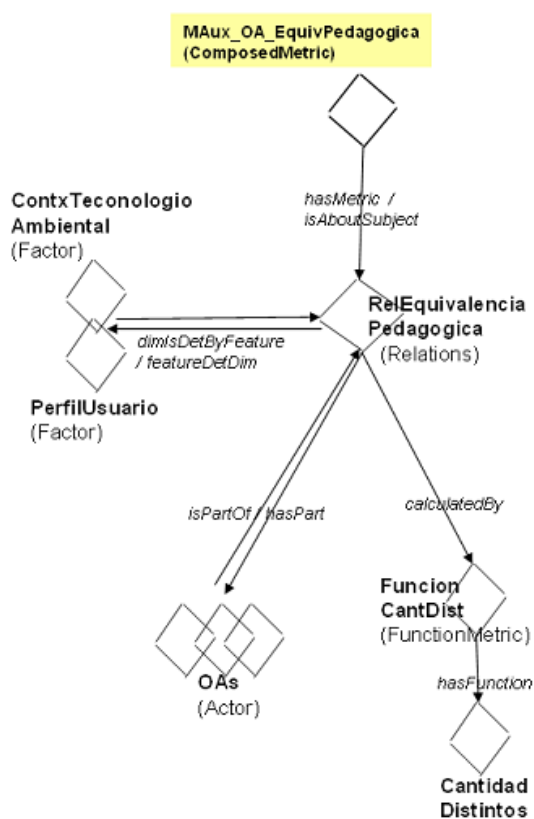 MAux_OA_EquivPedagogica
(ComposedMetric)
hasMetric /
isAboutSubject
ContxTeconologio
Ambiental
(Factor)
RelEquivalencia
Pedagogica
(Relations)
dimIsDetByFeature
/ featureDetDim
PerfilUsuario
(Factor)
isPartOf / hasPart
calculatedBy
Funcion
CantDist
(FunctionMetric)
OAs
(Actor)
hasFunction
Cantidad
Distintos